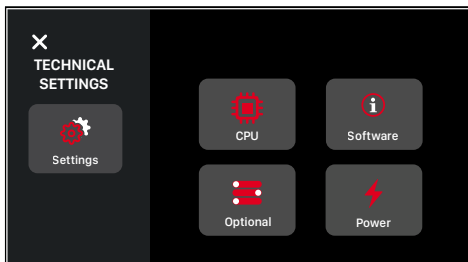 TECHNICAL
SETTINGS
Settings
CPU
Software
Optional
Power